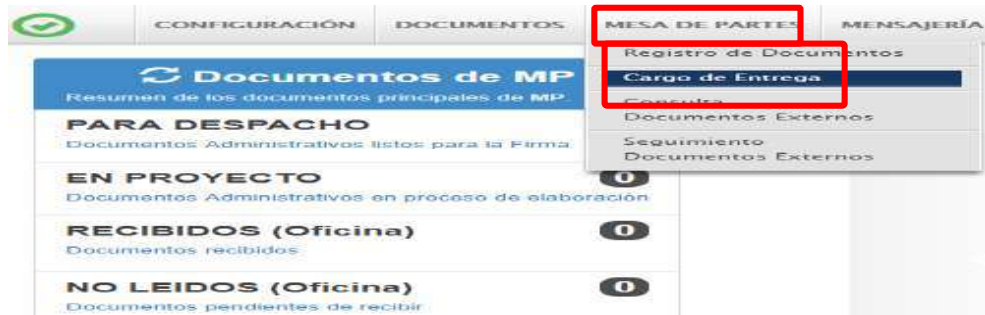 CONFIGURACIÓN DOCUMENTOS MESA DE PARTES MENSAJERÍA
Registro de Documentos
Cargo de Entrega
Consulta
Documentos Externos
Seguimiento
Documentos Externos
Documentos de MP
Resumen de los documentos principales de MP
PARA DESPACHO
Documentos Administrativos listos para la Firma
EN PROYECTO 0
Documentos Administrativos en proceso de elaboración
RECIBIDOS (Oficina) 0
Documentos recibidos
NO LEIDOS (Oficina) 0
Documentos pendientes de recibir